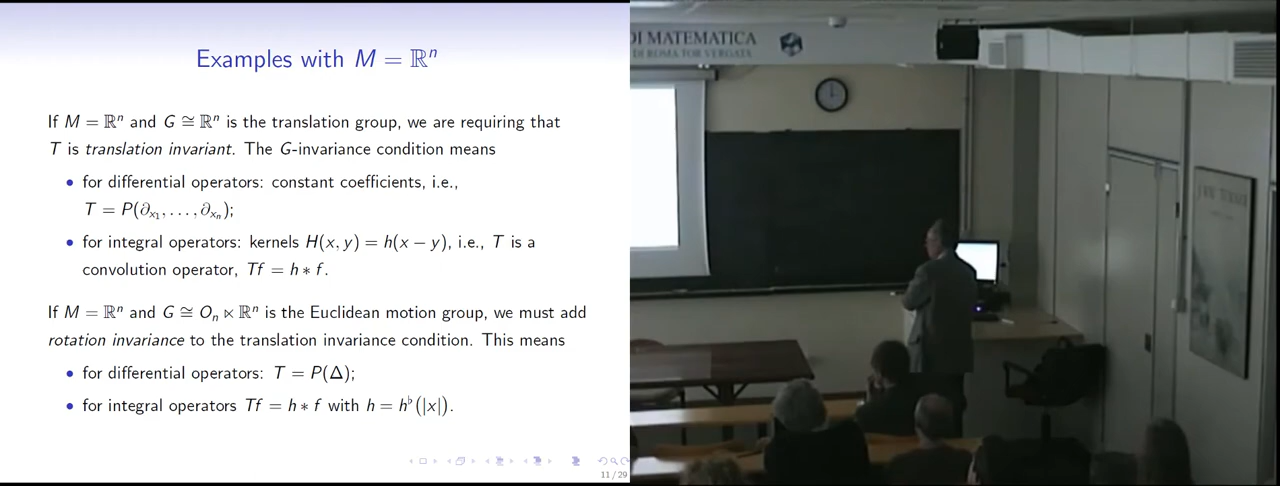 Examples with M = ℝⁿ
If M = ℝⁿ and G ≅ ℝⁿ is the translation group, we are requiring that
T is translation invariant. The G-invariance condition means
• for differential operators: constant coefficients, i.e.,
T = P(∂ₓ₁, . . . , ∂ₓₙ);
• for integral operators: kernels H(x, y) = h(x − y), i.e., T is a
convolution operator, Tf = h ∗ f.
If M = ℝⁿ and G ≅ Oₙ ⋉ ℝⁿ is the Euclidean motion group, we must add
rotation invariance to the translation invariance condition. This means
• for differential operators: T = P(Δ);
• for integral operators Tf = h ∗ f with h = h♭(|x|).
11 / 29
DI MATEMATICA
DI ROMA TOR VERGATA